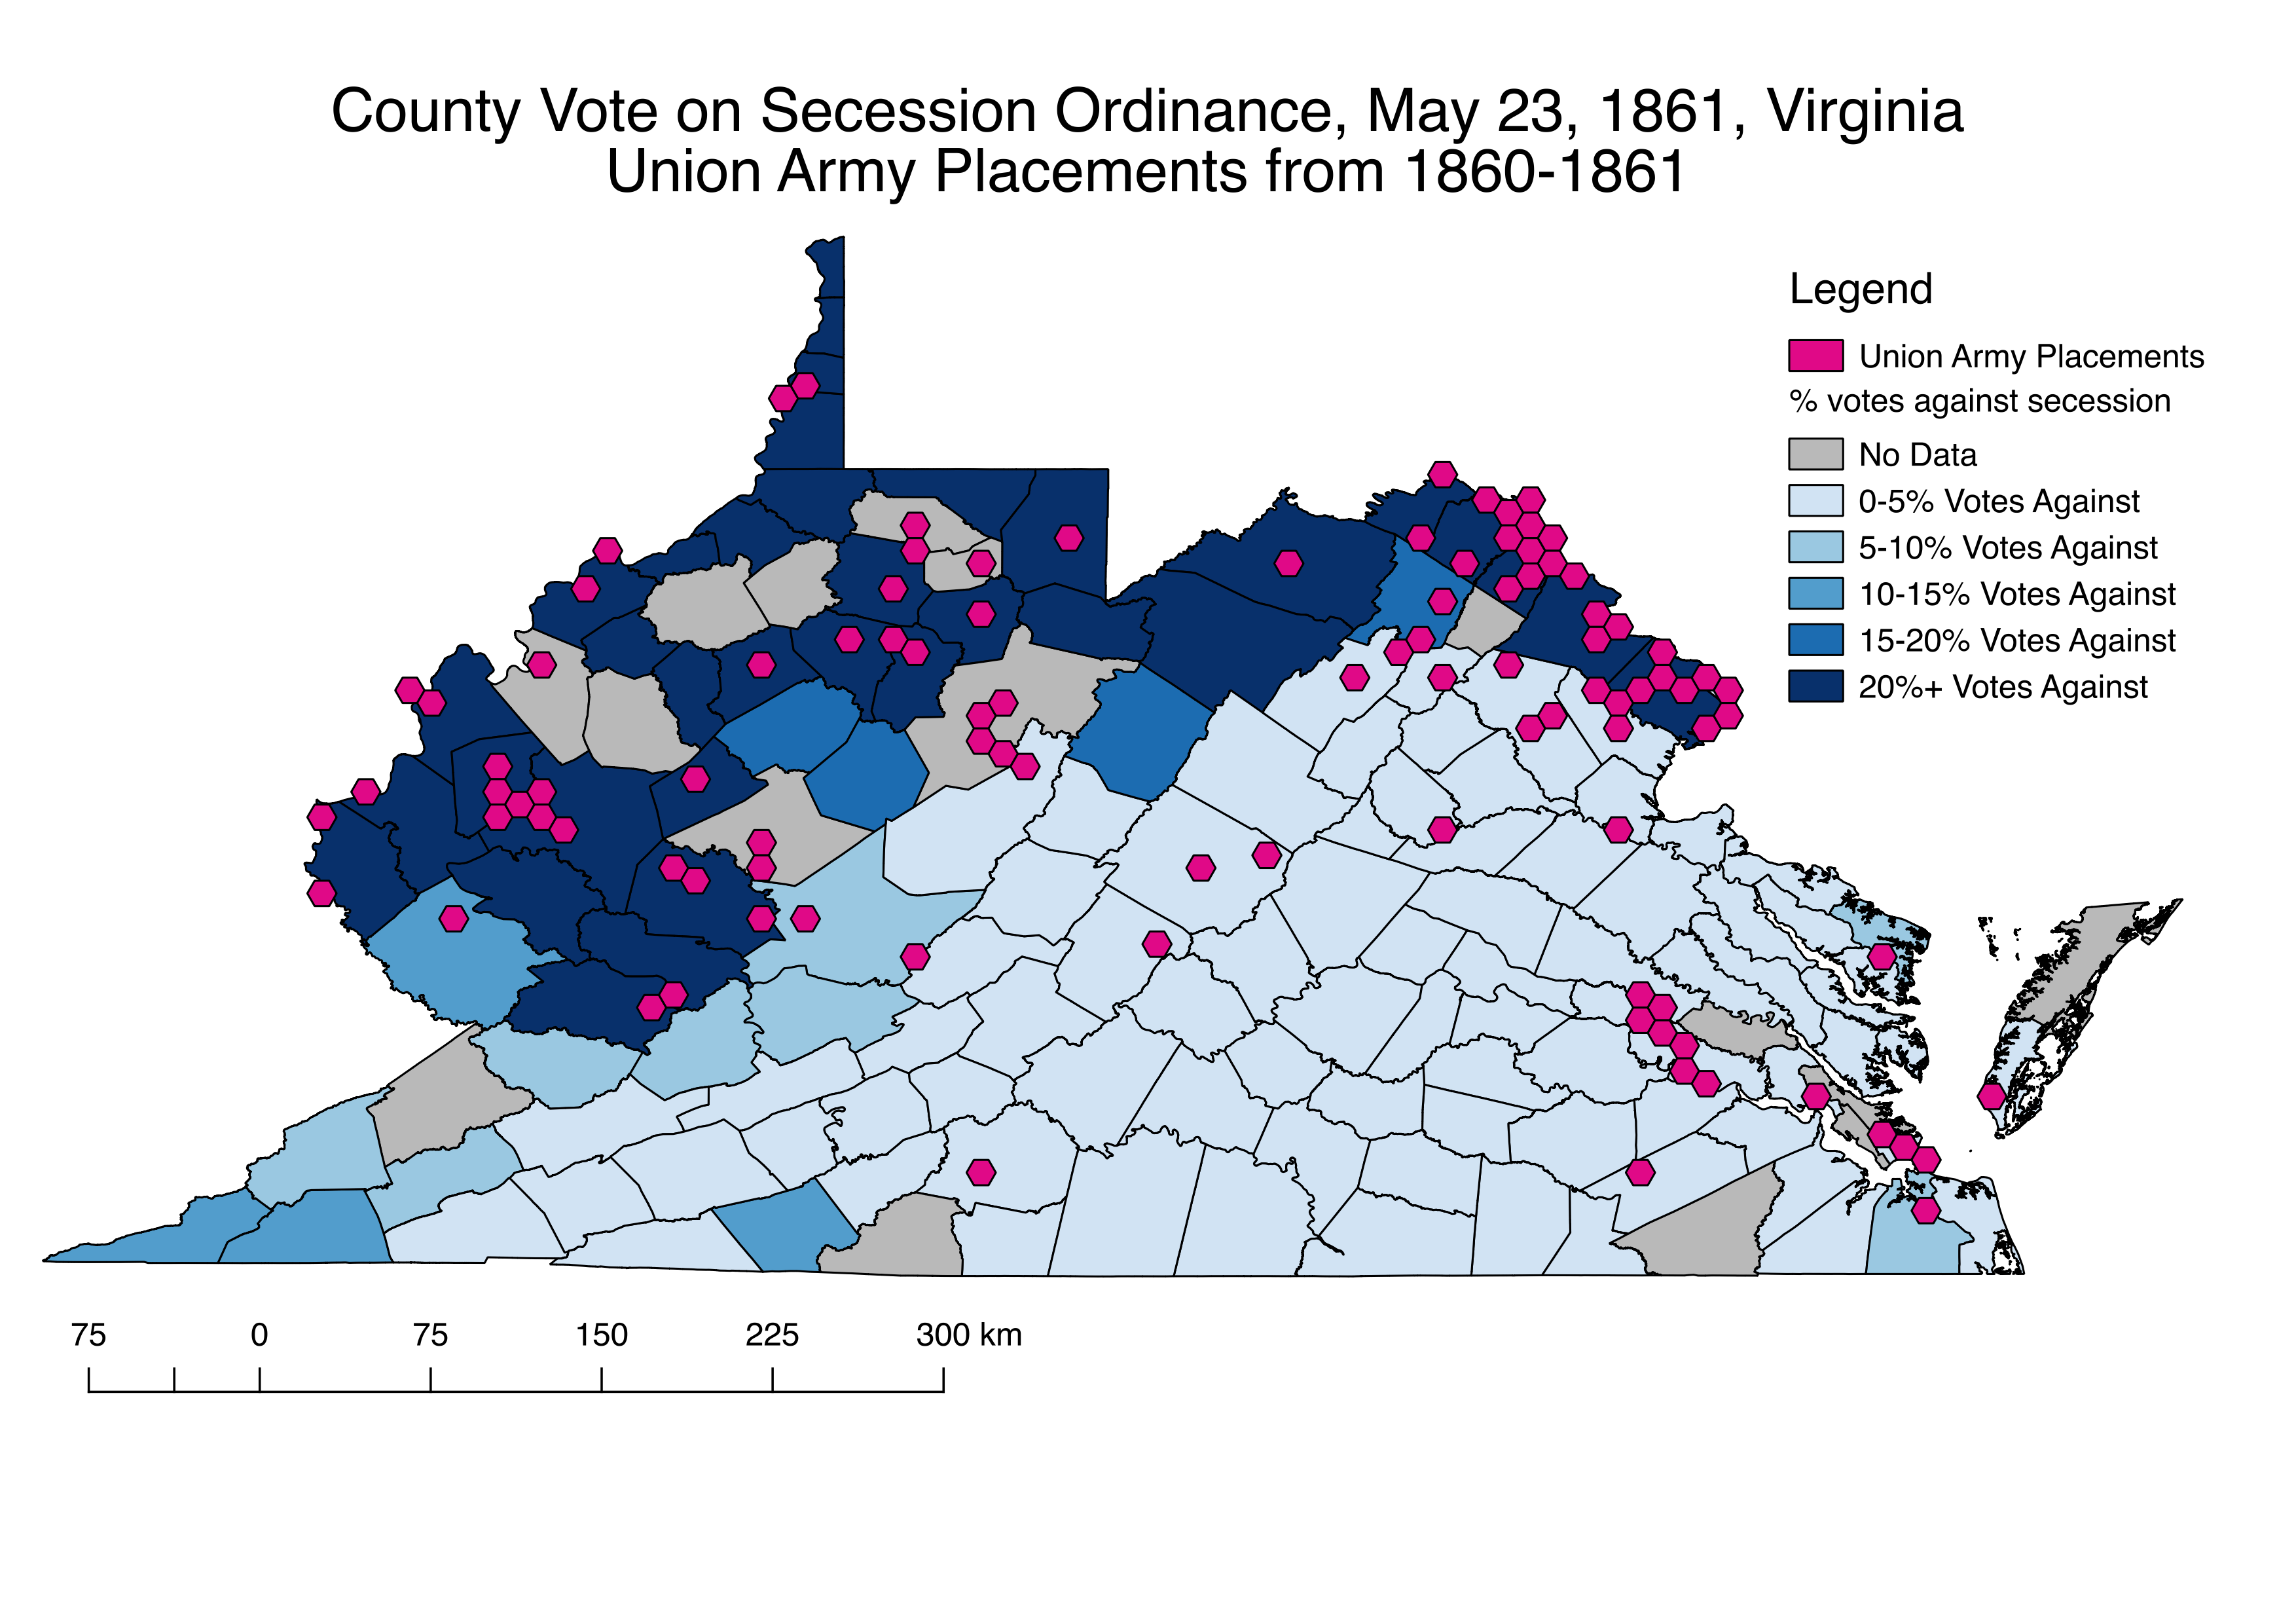 County Vote on Secession Ordinance, May 23, 1861, Virginia
Union Army Placements from 1860-1861
Legend
Union Army Placements
% votes against secession
No Data
0-5% Votes Against
5-10% Votes Against
10-15% Votes Against
15-20% Votes Against
20%+ Votes Against
75 0 75 150 225 300 km